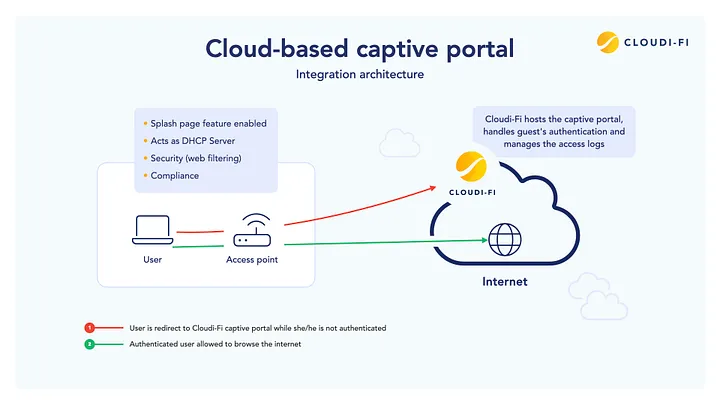 Cloud-based captive portal
Integration architecture
CLOUDI-FI
Splash page feature enabled
Acts as DHCP Server
Security (web filtering)
Compliance
Cloudi-Fi hosts the captive portal,
handles guest's authentication and
manages the access logs
CLOUDI-FI
User
Access point
Internet
1 User is redirect to Cloudi-Fi captive portal while she/he is not authenticated
2 Authenticated user allowed to browse the internet